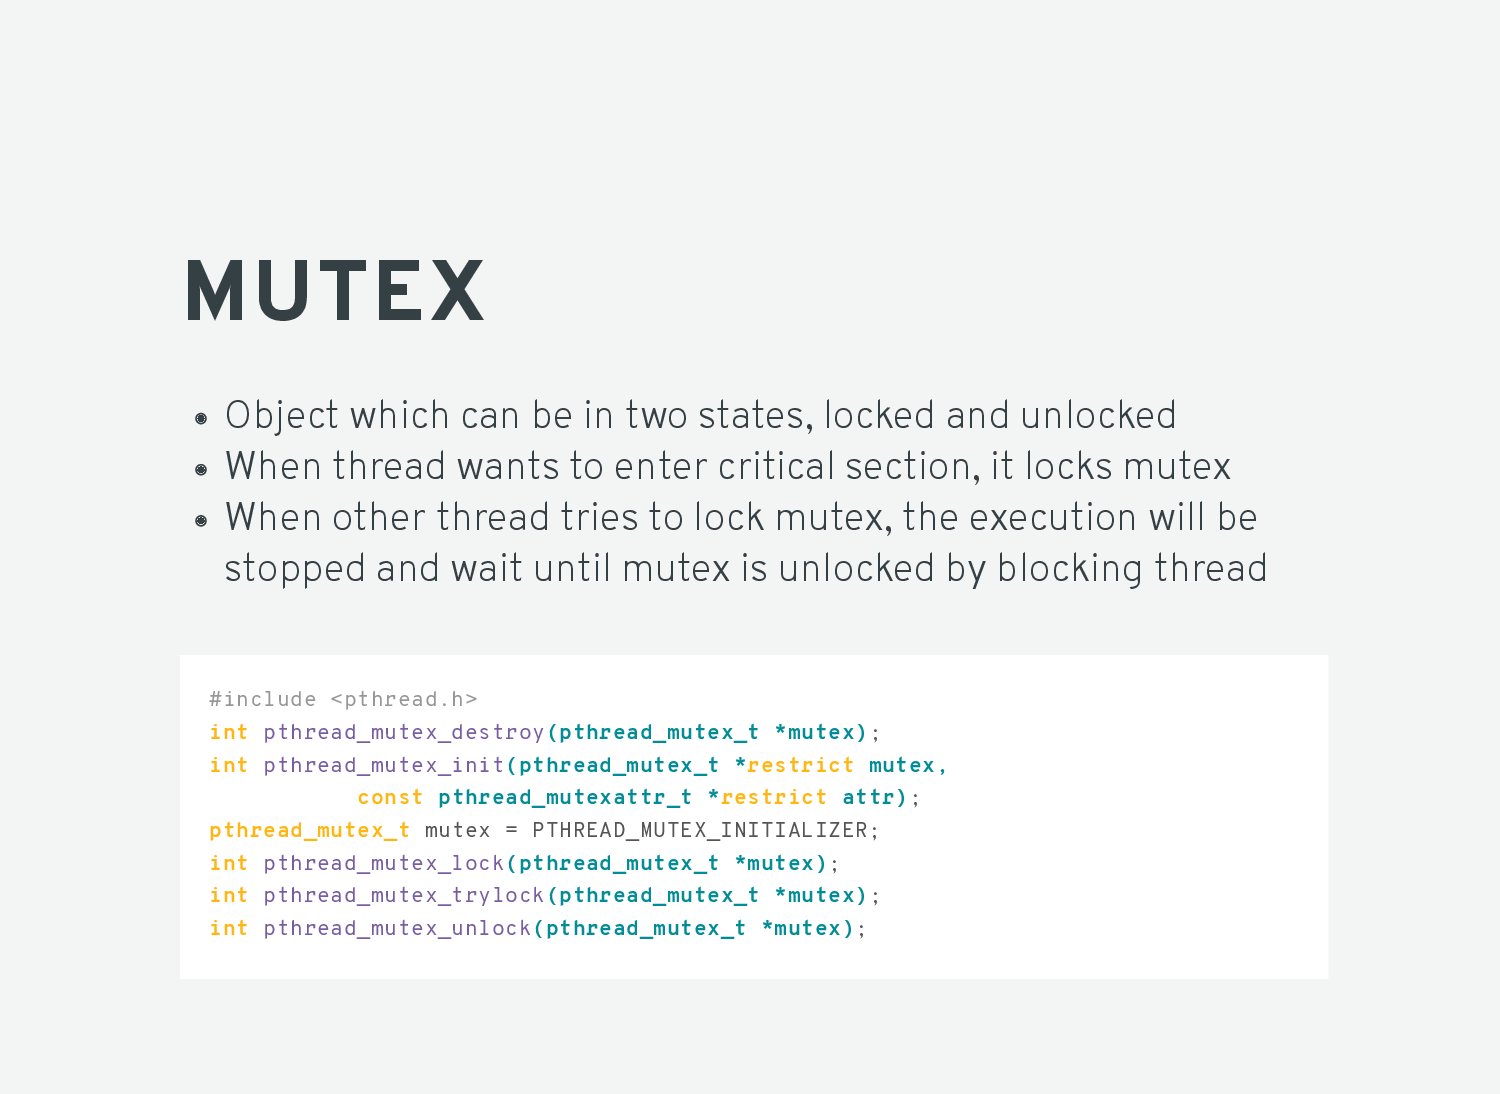 MUTEX
Object which can be in two states, locked and unlocked
When thread wants to enter critical section, it locks mutex
When other thread tries to lock mutex, the execution will be
stopped and wait until mutex is unlocked by blocking thread
#include <pthread.h>
int pthread_mutex_destroy(pthread_mutex_t *mutex);
int pthread_mutex_init(pthread_mutex_t *restrict mutex,
           const pthread_mutexattr_t *restrict attr);
pthread_mutex_t mutex = PTHREAD_MUTEX_INITIALIZER;
int pthread_mutex_lock(pthread_mutex_t *mutex);
int pthread_mutex_trylock(pthread_mutex_t *mutex);
int pthread_mutex_unlock(pthread_mutex_t *mutex);